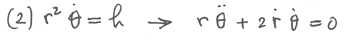 (2) r² θ̇ = h → r θ̈ + 2 ṙ θ̇ = 0